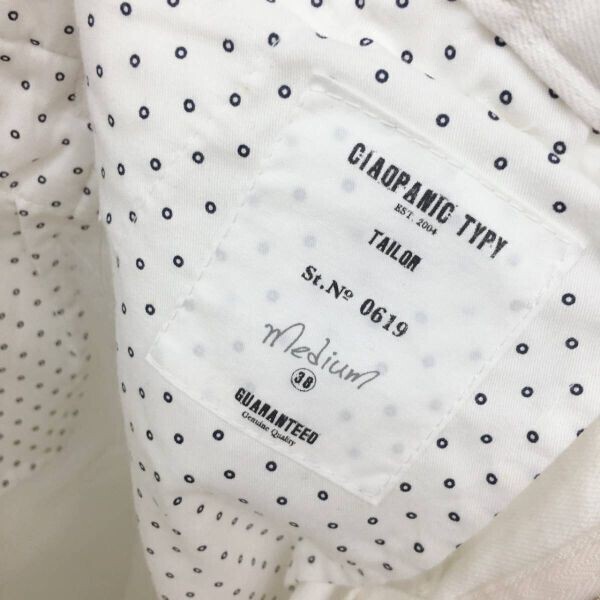 CIAOPANIC TYPY
EST. 2004
TAILOR
St.Nº 0619
Medium
38
GUARANTEED
Genuine Quality